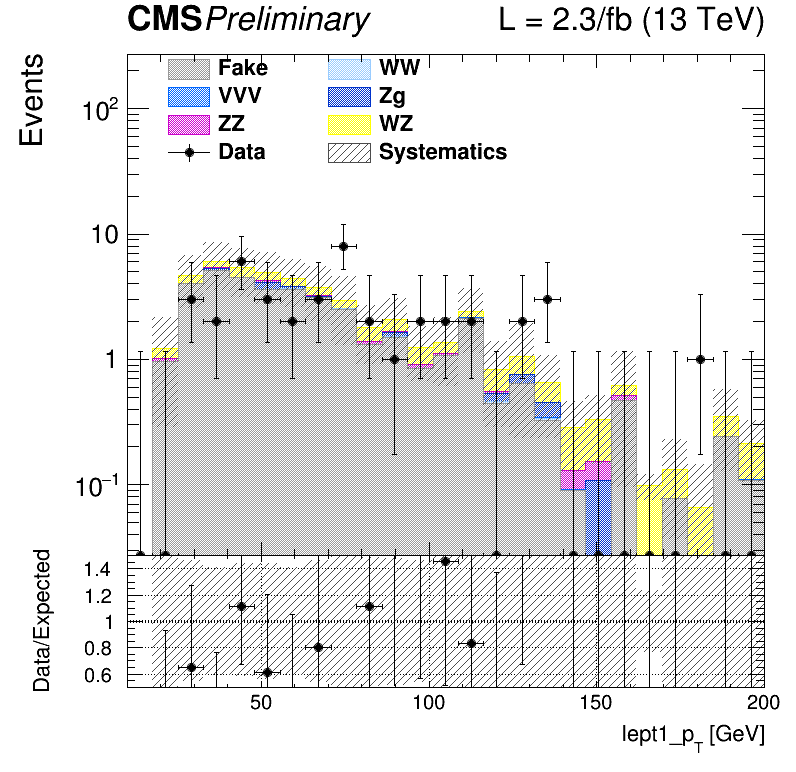 CMS Preliminary L = 2.3/fb (13 TeV)
Events
Fake WW
VVV Zg
ZZ WZ
Data Systematics
10²
10
1
10⁻¹
Data/Expected
1.4
1.2
1
0.8
0.6
50 100 150 200
lept1_p_T [GeV]